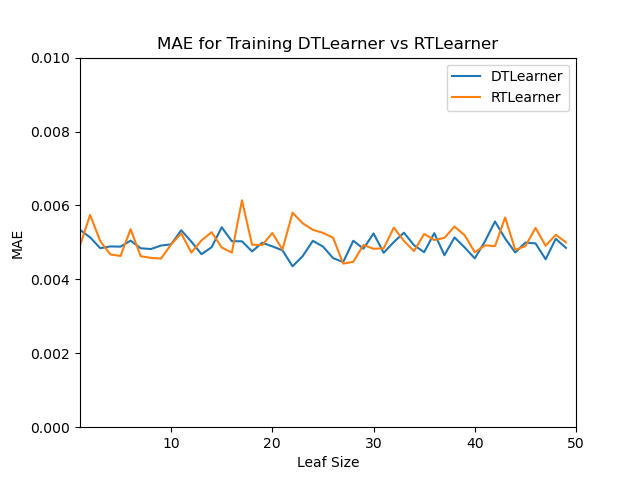 MAE for Training DTLearner vs RTLearner
DTLearner
RTLearner
0.010
0.008
0.006
0.004
0.002
0.000
MAE
10
20
30
40
50
Leaf Size